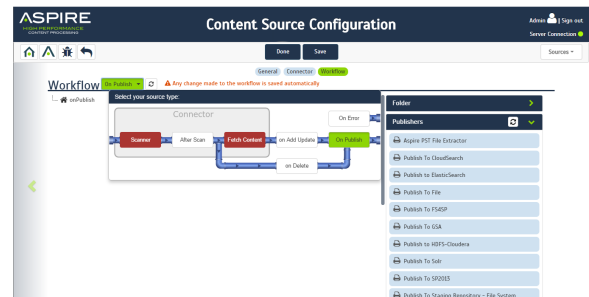 ASPIRE
HIGH PERFORMANCE
CONTENT PROCESSING
Content Source Configuration
Admin | Sign out
Server Connection
Done
Save
Sources
General
Connector
Workflow
Workflow
On Publish
Any change made to the workflow is saved automatically
onPublish
Select your source type:
Connector
Scanner
After Scan
Fetch Content
on Add Update
On Publish
On Error
on Delete
Folder
Publishers
Aspire PST File Extractor
Publish To CloudSearch
Publish to ElasticSearch
Publish To File
Publish To FS4SP
Publish To GSA
Publish to HDFS-Cloudera
Publish To Solr
Publish To SP2013
Publish To Staging Repository - File System